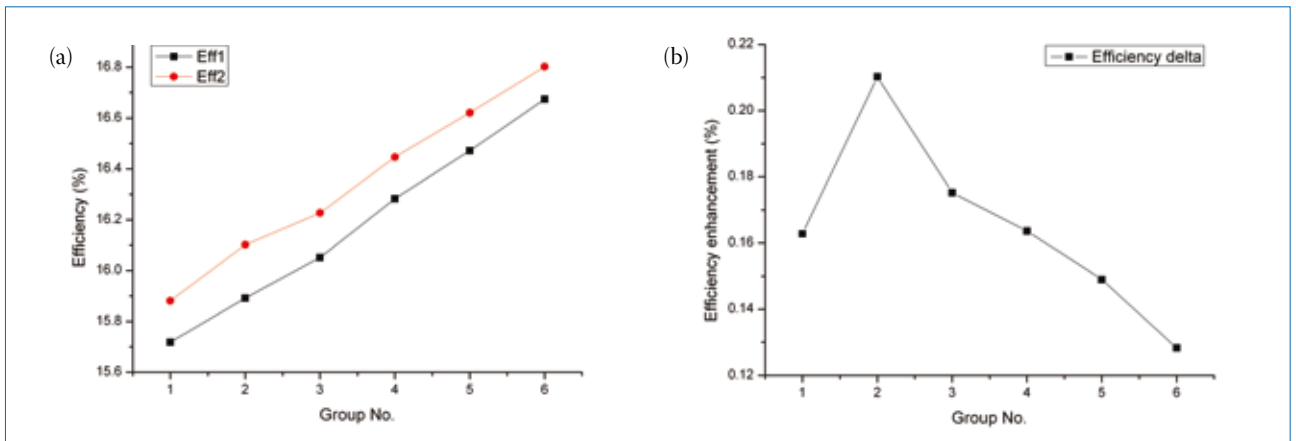 (a)
Eff1
Eff2
16.8
16.6
16.4
16.2
16.0
15.8
15.6
Efficiency (%)
1 2 3 4 5 6
Group No.
(b)
Efficiency delta
0.22
0.20
0.18
0.16
0.14
0.12
Efficiency enhancement (%)
1 2 3 4 5 6
Group No.